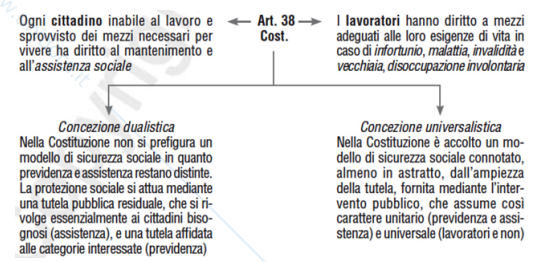 Ogni cittadino inabile al lavoro e
sprovvisto dei mezzi necessari per
vivere ha diritto al mantenimento e
all'assistenza sociale
Art. 38
Cost.
I lavoratori hanno diritto a mezzi
adeguati alle loro esigenze di vita in
caso di infortunio, malattia, invalidità e
vecchiaia, disoccupazione involontaria
Concezione dualistica
Nella Costituzione non si prefigura un
modello di sicurezza sociale in quanto
previdenza e assistenza restano distinte.
La protezione sociale si attua mediante
una tutela pubblica residuale, che si ri-
volge essenzialmente ai cittadini biso-
gnosi (assistenza), e una tutela affidata
alle categorie interessate (previdenza)
Concezione universalistica
Nella Costituzione è accolto un mo-
dello di sicurezza sociale connotato,
almeno in astratto, dall'ampiezza
della tutela, fornita mediante l'inter-
vento pubblico, che assume così
carattere unitario (previdenza e assi-
stenza) e universale (lavoratori e non)